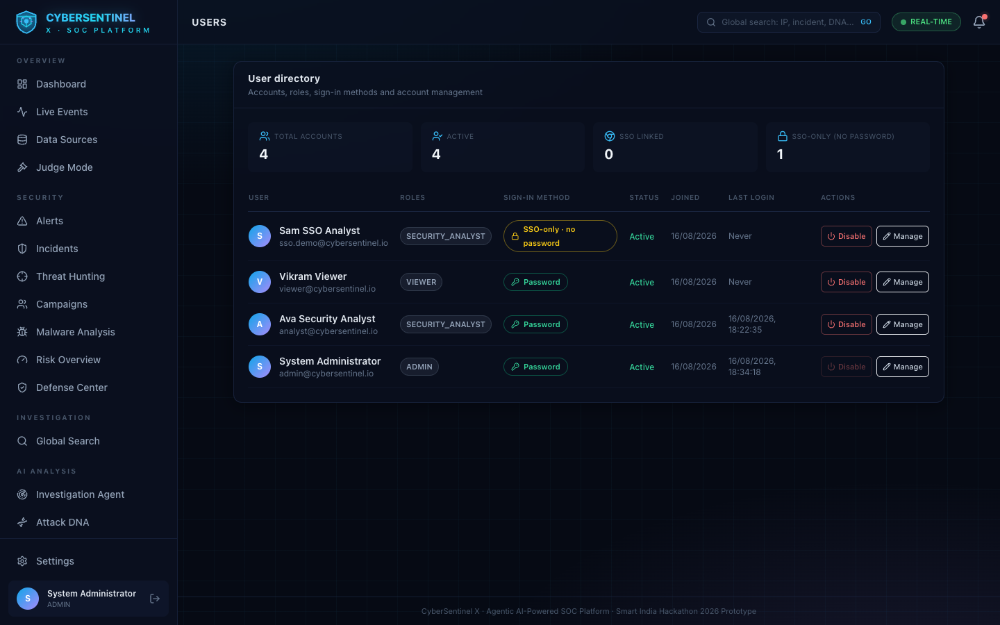 CYBERSENTINEL
X · SOC PLATFORM
USERS
Global search: IP, incident, DNA...
GO
REAL-TIME
OVERVIEW
Dashboard
Live Events
Data Sources
Judge Mode
SECURITY
Alerts
Incidents
Threat Hunting
Campaigns
Malware Analysis
Risk Overview
Defense Center
INVESTIGATION
Global Search
AI ANALYSIS
Investigation Agent
Attack DNA
Settings
S
System Administrator
ADMIN
User directory
Accounts, roles, sign-in methods and account management
TOTAL ACCOUNTS
4
ACTIVE
4
SSO LINKED
0
SSO-ONLY (NO PASSWORD)
1
USER ROLES SIGN-IN METHOD STATUS JOINED LAST LOGIN ACTIONS
S
Sam SSO Analyst
sso.demo@cybersentinel.io
SECURITY_ANALYST
SSO-only · no
password
Active
16/08/2026
Never
Disable
Manage
V
Vikram Viewer
viewer@cybersentinel.io
VIEWER
Password
Active
16/08/2026
Never
Disable
Manage
A
Ava Security Analyst
analyst@cybersentinel.io
SECURITY_ANALYST
Password
Active
16/08/2026
16/08/2026,
18:22:35
Disable
Manage
S
System Administrator
admin@cybersentinel.io
ADMIN
Password
Active
16/08/2026
16/08/2026,
18:34:18
Disable
Manage
CyberSentinel X · Agentic AI-Powered SOC Platform · Smart India Hackathon 2026 Prototype